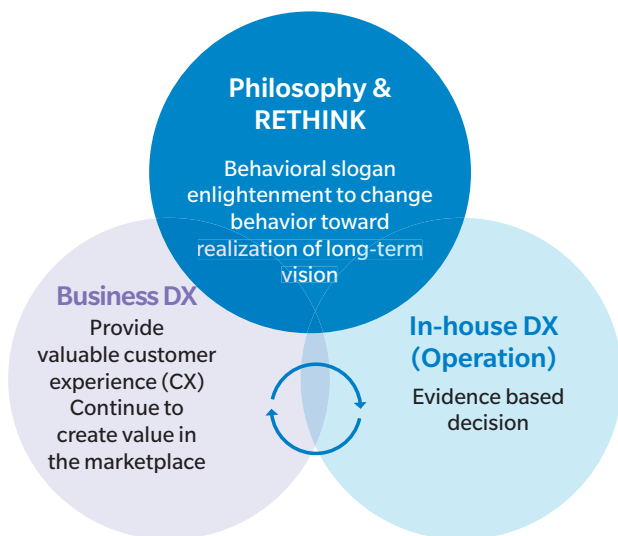 Philosophy &
RETHINK
Behavioral slogan
enlightenment to change
behavior toward
realization of long-term
vision
Business DX
Provide
valuable customer
experience (CX)
Continue to
create value in
the marketplace
In-house DX
(Operation)
Evidence based
decision